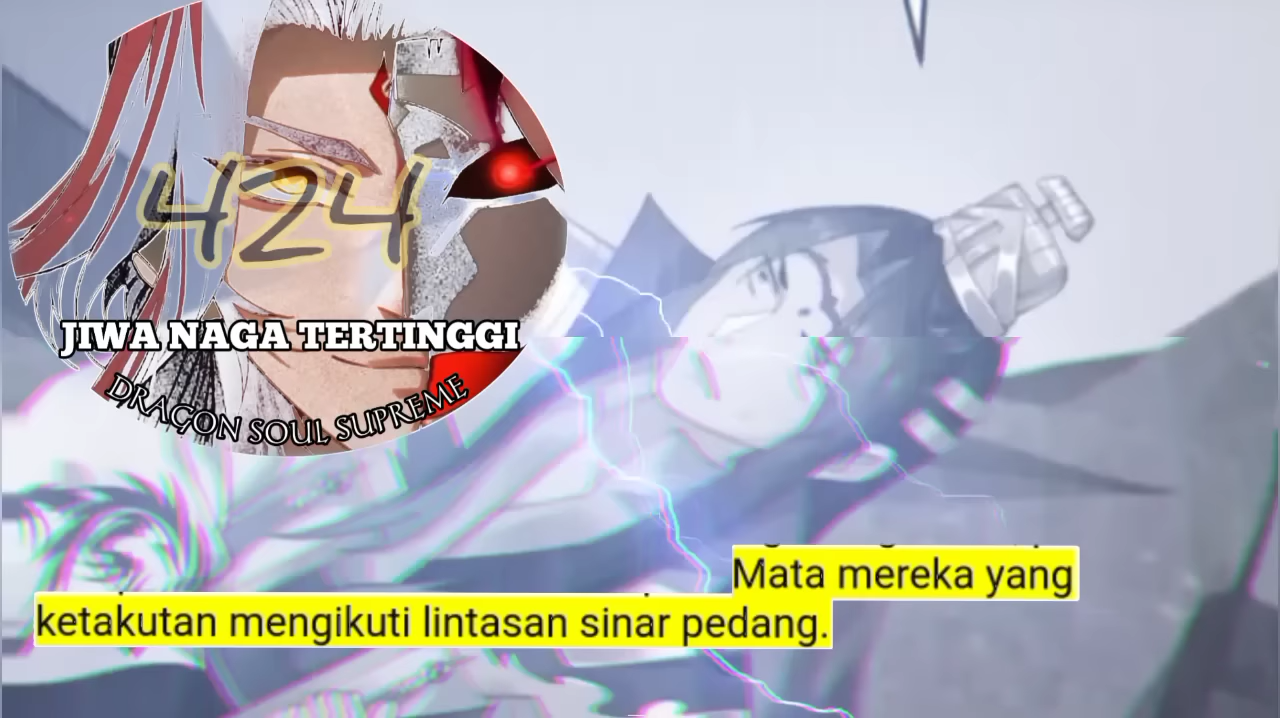 424
JIWA NAGA TERTINGGI
DRAGON SOUL SUPREME
Mata mereka yang
ketakutan mengikuti lintasan sinar pedang.